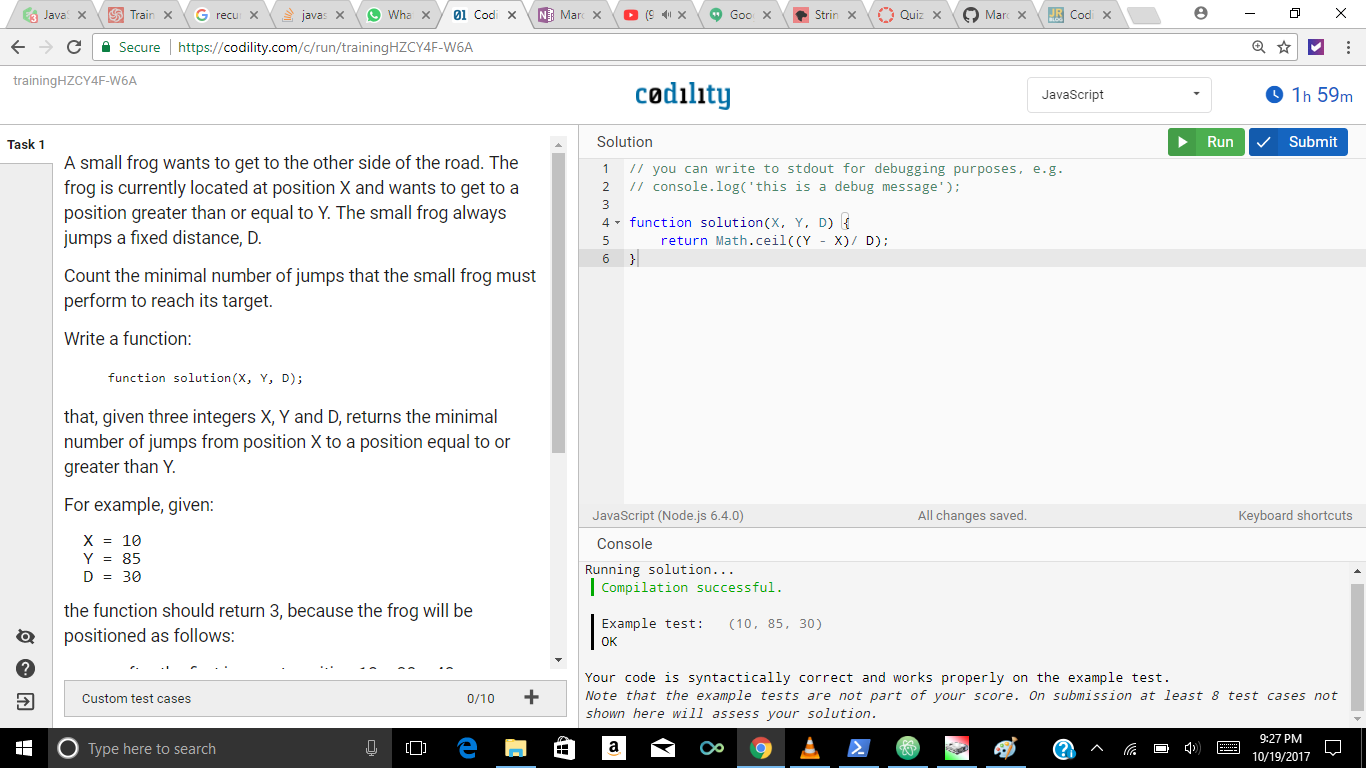 JavaS
Train
recu
javas
Wha
Codi
Marc
(9
Goo
Strin
Quiz
Marc
Codi
Secure
https://codility.com/c/run/trainingHZCY4F-W6A
trainingHZCY4F-W6A
cødılıty
JavaScript
1h 59m
Task 1
A small frog wants to get to the other side of the road. The
frog is currently located at position X and wants to get to a
position greater than or equal to Y. The small frog always
jumps a fixed distance, D.
Count the minimal number of jumps that the small frog must
perform to reach its target.
Write a function:
function solution(X, Y, D);
that, given three integers X, Y and D, returns the minimal
number of jumps from position X to a position equal to or
greater than Y.
For example, given:
X = 10
Y = 85
D = 30
the function should return 3, because the frog will be
positioned as follows:
Custom test cases
0/10
Solution
Run
Submit
1 // you can write to stdout for debugging purposes, e.g.
2 // console.log('this is a debug message');
3
4 function solution(X, Y, D) {
5 return Math.ceil((Y - X)/ D);
6 }
JavaScript (Node.js 6.4.0)
All changes saved.
Keyboard shortcuts
Console
Running solution...
Compilation successful.
Example test: (10, 85, 30)
OK
Your code is syntactically correct and works properly on the example test.
Note that the example tests are not part of your score. On submission at least 8 test cases not
shown here will assess your solution.
Type here to search
9:27 PM
10/19/2017